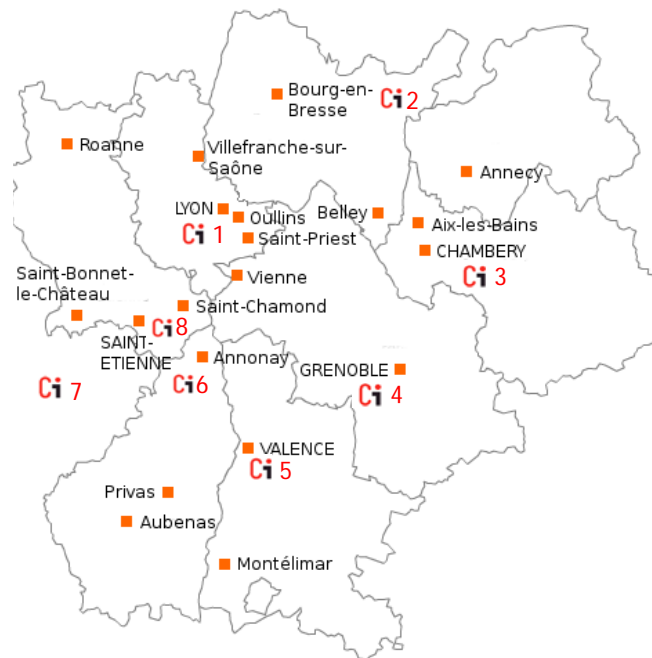 Bourg-en-
Bresse
Ci 2
Roanne
Villefranche-sur-
Saône
Annecy
LYON
Oullins
Belley
Aix-les-Bains
Ci 1
Saint-Priest
CHAMBERY
Ci 3
Vienne
Saint-Bonnet-
le-Château
Saint-Chamond
Ci 8
SAINT-
ETIENNE
Annonay
GRENOBLE
Ci 7
Ci 6
Ci 4
VALENCE
Ci 5
Privas
Aubenas
Montélimar